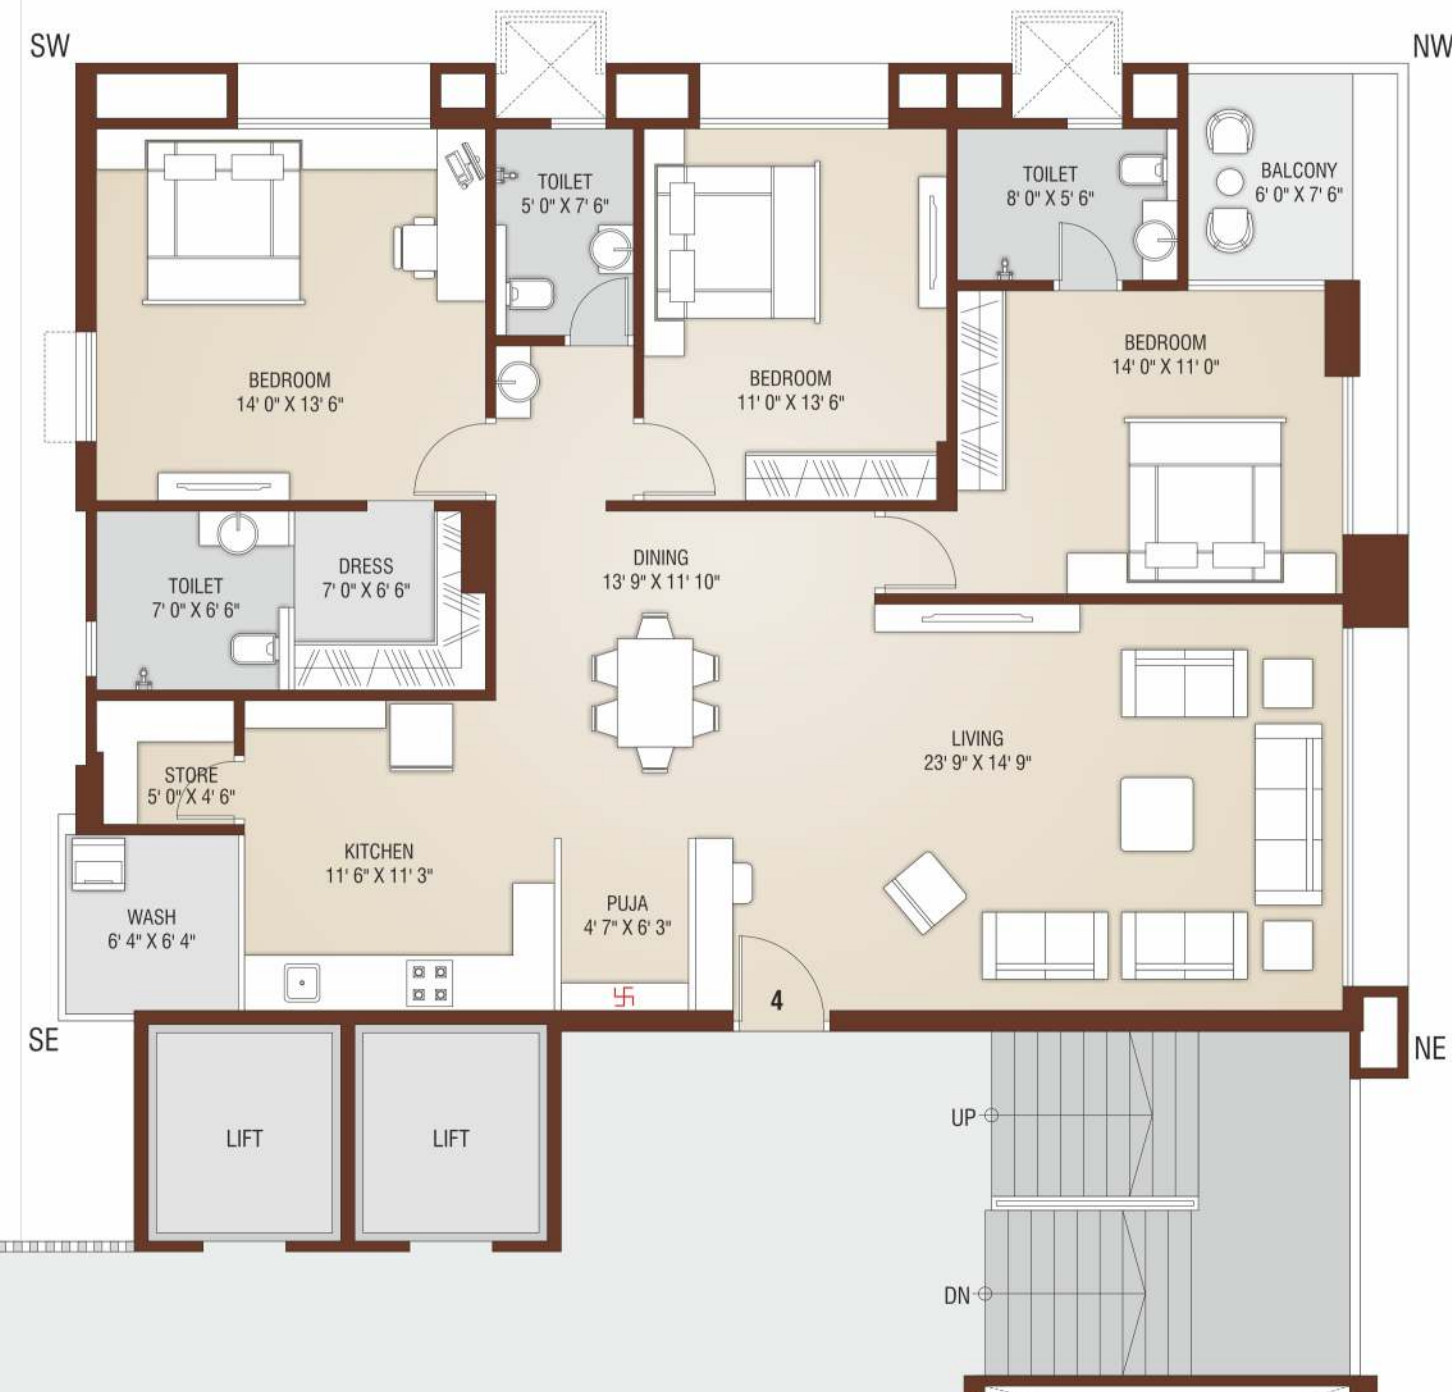 SW
NW
TOILET
5' 0" X 7' 6"
TOILET
8' 0" X 5' 6"
BALCONY
6' 0" X 7' 6"
BEDROOM
14' 0" X 13' 6"
BEDROOM
11' 0" X 13' 6"
BEDROOM
14' 0" X 11' 0"
TOILET
7' 0" X 6' 6"
DRESS
7' 0" X 6' 6"
DINING
13' 9" X 11' 10"
LIVING
23' 9" X 14' 9"
STORE
5' 0" X 4' 6"
KITCHEN
11' 6" X 11' 3"
WASH
6' 4" X 6' 4"
PUJA
4' 7" X 6' 3"
4
SE
NE
LIFT
LIFT
UP
DN